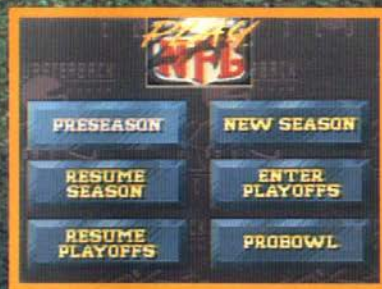 PLAY
NFL
PRESEASON
NEW SEASON
RESUME
SEASON
ENTER
PLAYOFFS
RESUME
PLAYOFFS
PROBOWL